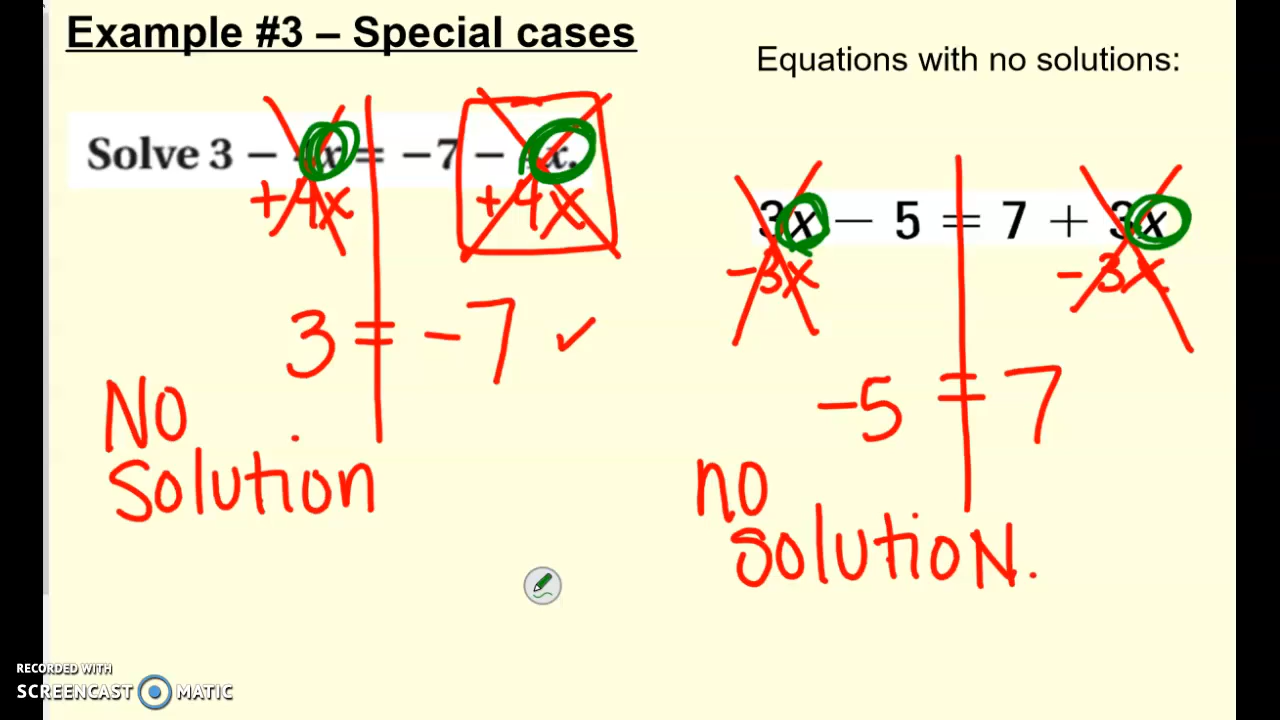 Example #3 – Special cases
Solve 3 − 4x = −7 − 4x.
+4x +4x
3 = -7 ✓
NO
Solution
Equations with no solutions:
3x − 5 = 7 + 3x
-3x -3x
-5 = 7
no
solution.
RECORDED WITH
SCREENCAST MATIC